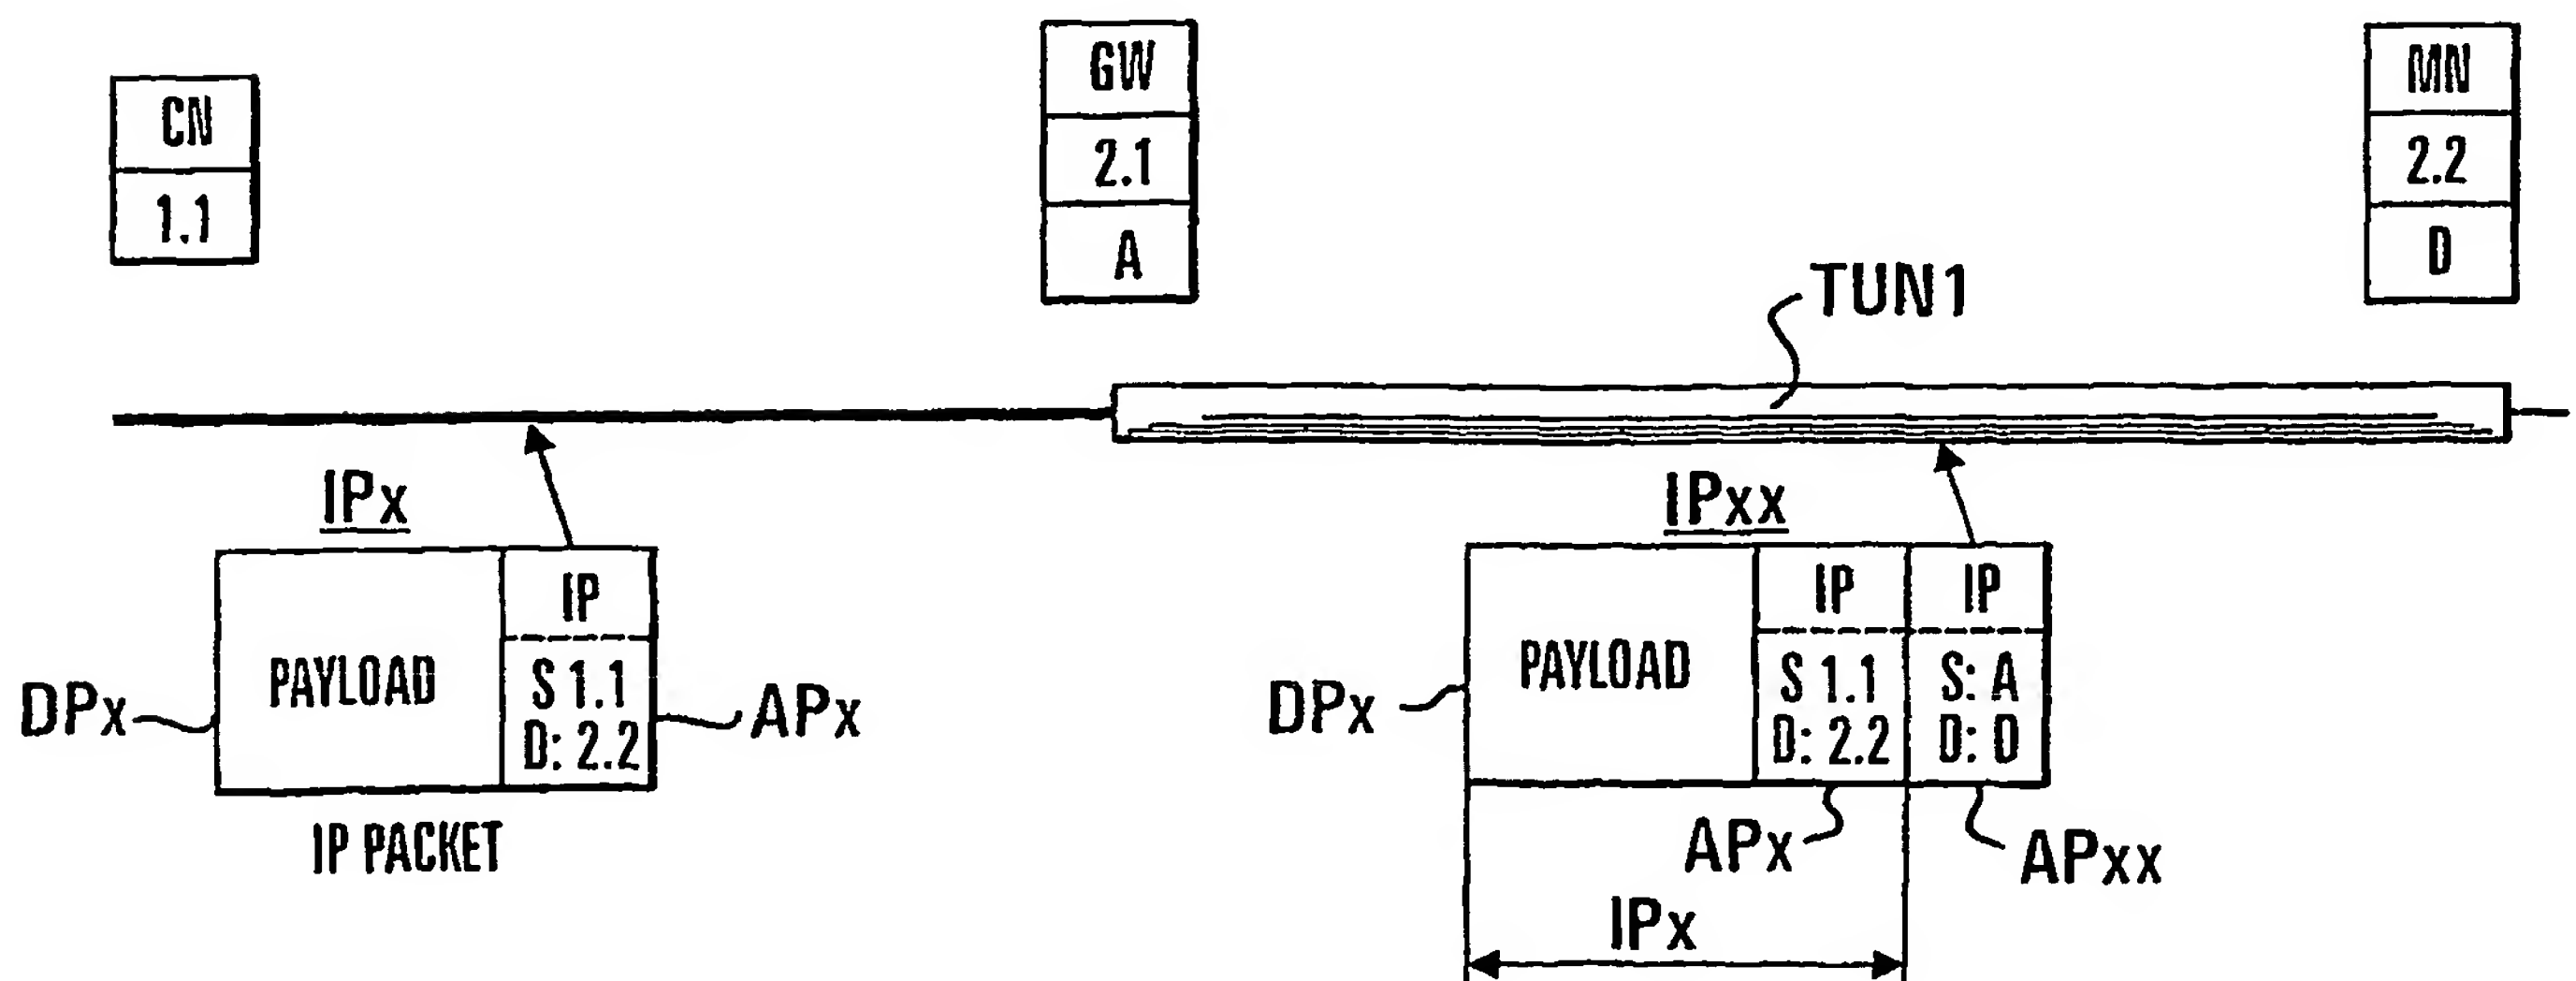 CN
1.1
GW
2.1
A
MN
2.2
D
TUN1
IPx
PAYLOAD
IP
S 1.1
D: 2.2
DPx
APx
IP PACKET
IPxx
PAYLOAD
IP
S 1.1
D: 2.2
IP
S: A
D: D
DPx
APx
APxx
IPx